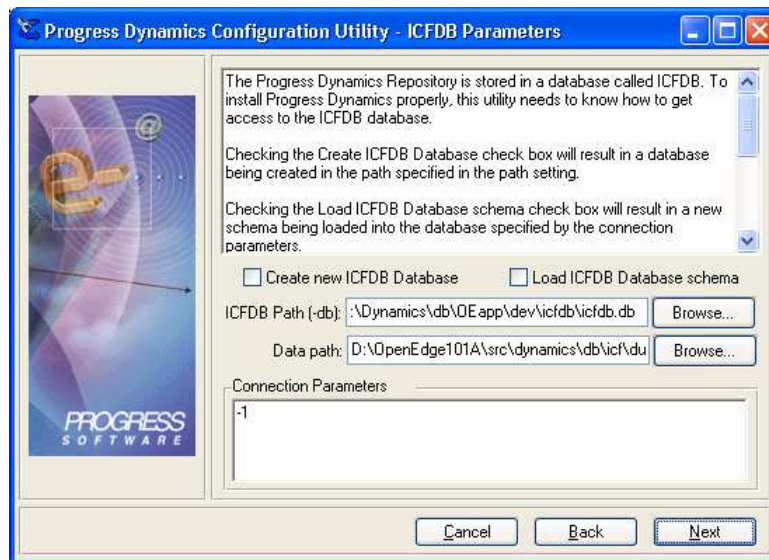 Progress Dynamics Configuration Utility - ICFDB Parameters
The Progress Dynamics Repository is stored in a database called ICFDB. To
install Progress Dynamics properly, this utility needs to know how to get
access to the ICFDB database.
Checking the Create ICFDB Database check box will result in a database
being created in the path specified in the path setting.
Checking the Load ICFDB Database schema check box will result in a new
schema being loaded into the database specified by the connection
parameters.
Create new ICFDB Database Load ICFDB Database schema
ICFDB Path (-db): :\Dynamics\db\OEapp\dev\icfdb\icfdb.db Browse...
Data path: D:\OpenEdge101A\src\dynamics\db\icf\du Browse...
Connection Parameters
-1
@
e-
PROGRESS
SOFTWARE
Cancel Back Next